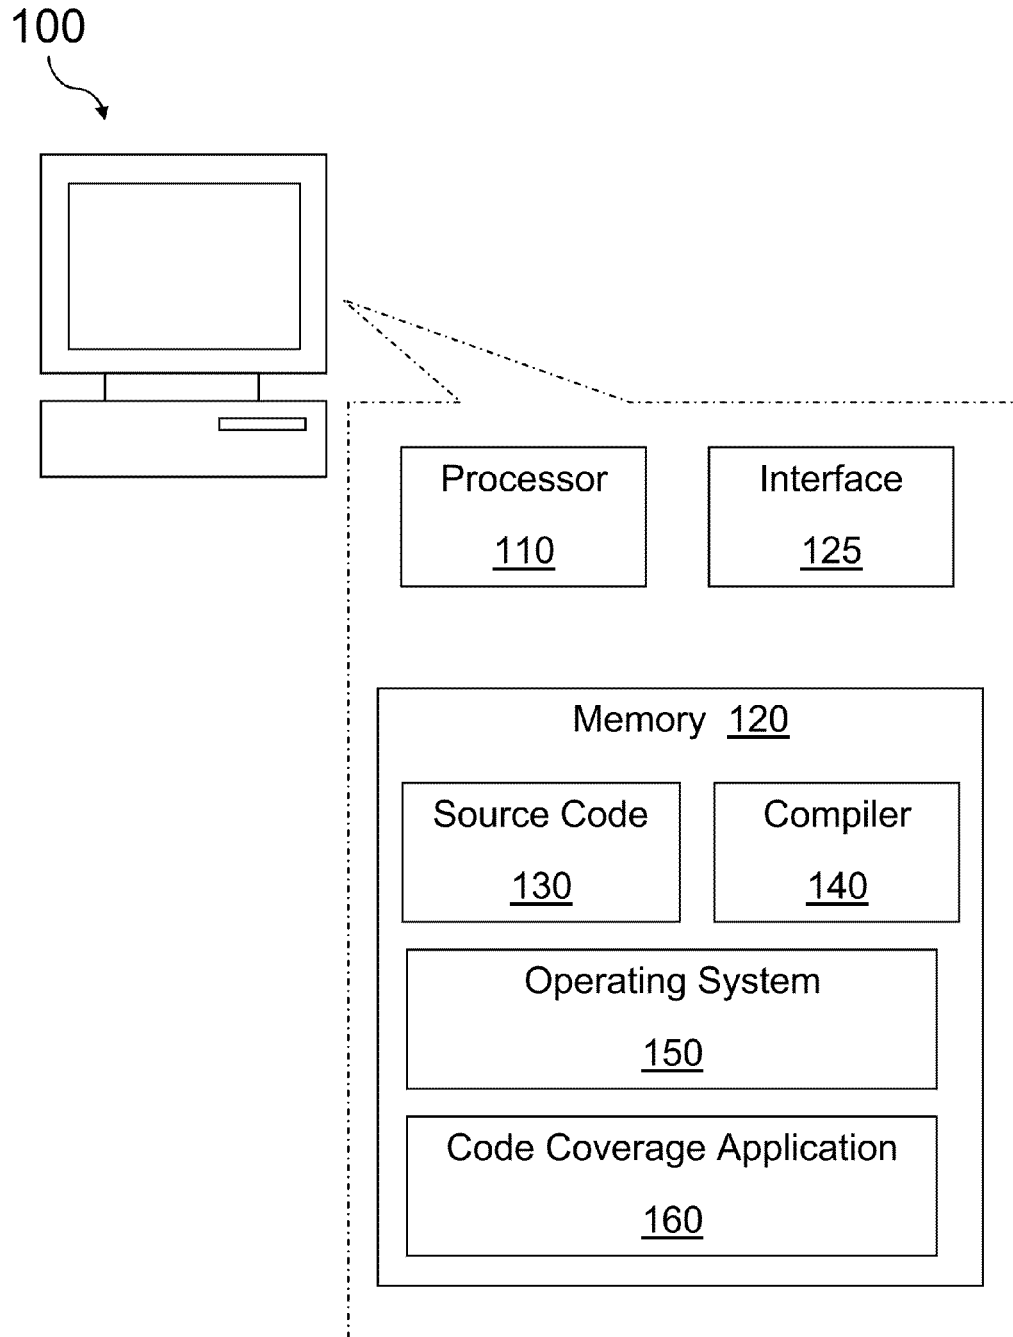 100
Processor
110
Interface
125
Memory 120
Source Code
130
Compiler
140
Operating System
150
Code Coverage Application
160